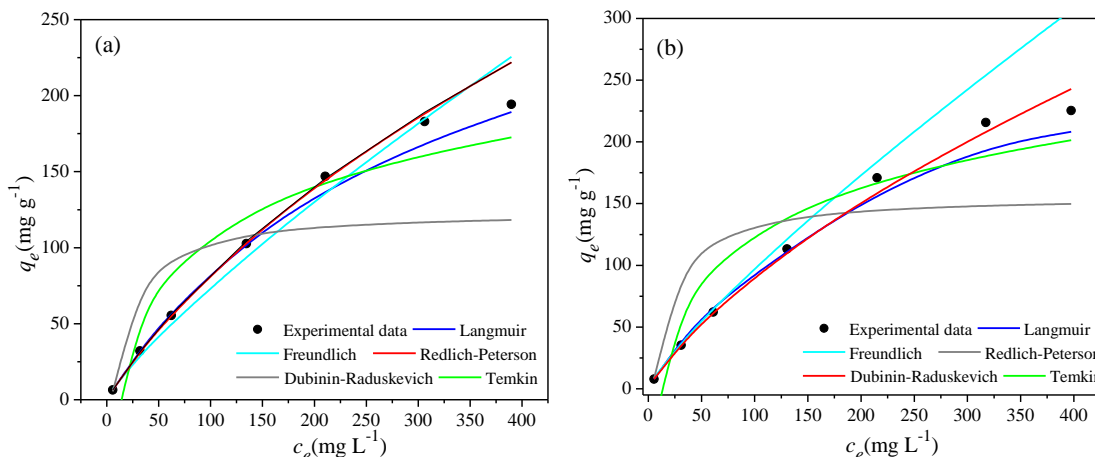 (a)
250
200
150
100
50
0
q_e(mg g^-1)
0 50 100 150 200 250 300 350 400
c_e(mg L^-1)
Experimental data Langmuir
Freundlich Redlich-Peterson
Dubinin-Raduskevich Temkin
(b)
300
250
200
150
100
50
0
q_e(mg g^-1)
0 50 100 150 200 250 300 350 400
c_e(mg L^-1)
Experimental data Langmuir
Freundlich Redlich-Peterson
Dubinin-Raduskevich Temkin